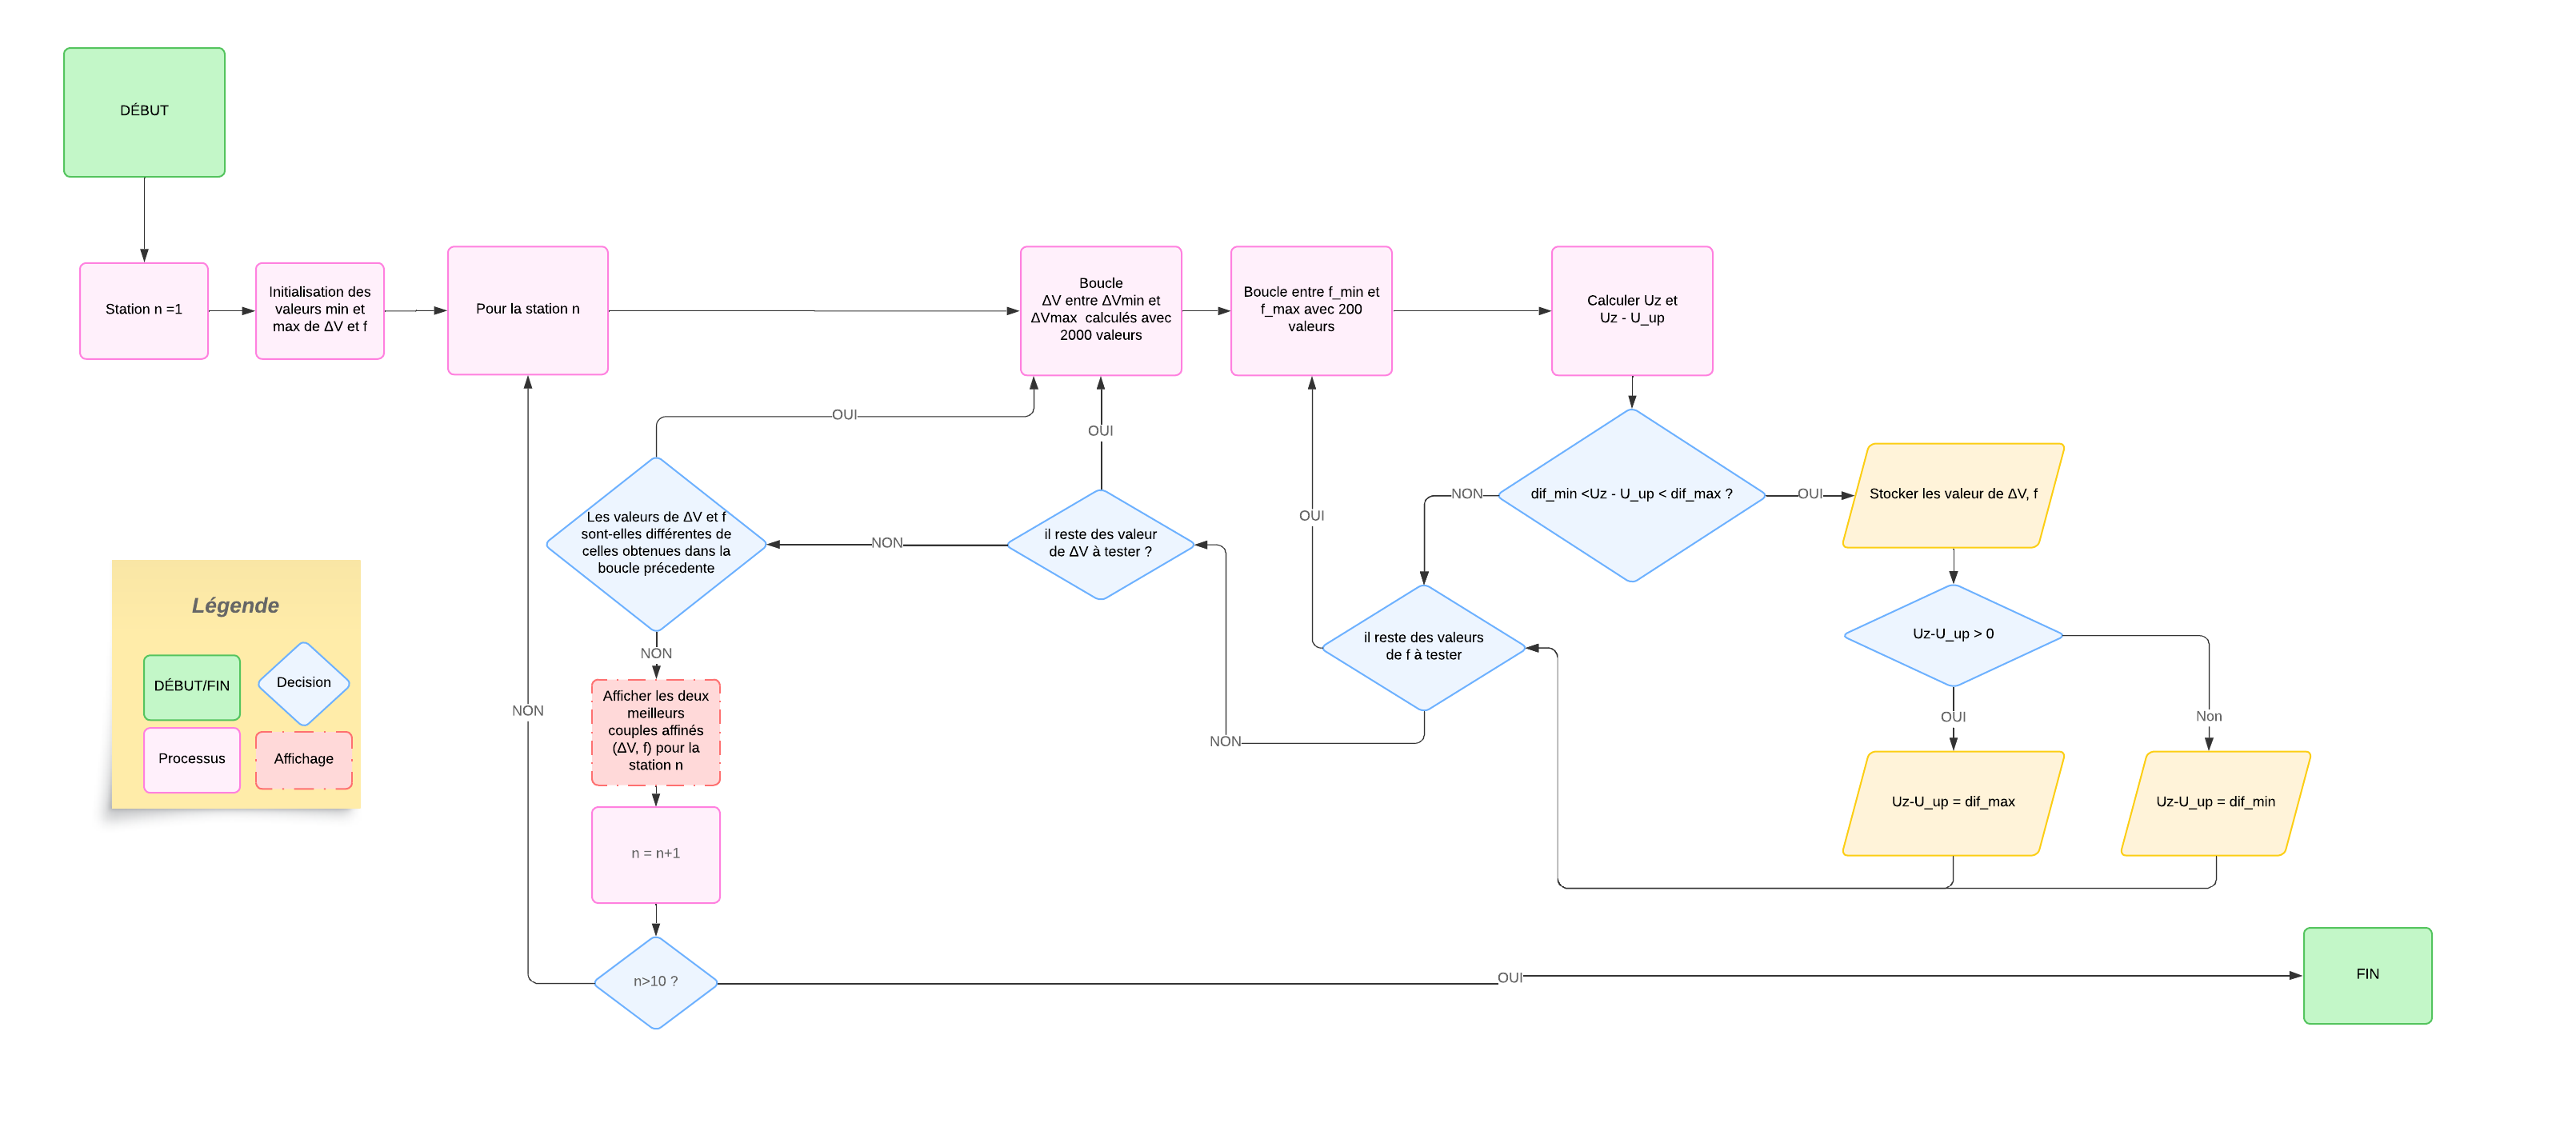 DÉBUT
Station n =1
Initialisation des
valeurs min et
max de ΔV et f
Pour la station n
Boucle
ΔV entre ΔVmin et
ΔVmax  calculés avec
2000 valeurs
Boucle entre f_min et
f_max avec 200
valeurs
Calculer Uz et
Uz - U_up
dif_min <Uz - U_up < dif_max ?
NON
OUI
Stocker les valeur de ΔV, f
Uz-U_up > 0
OUI
Non
Uz-U_up = dif_max
Uz-U_up = dif_min
il reste des valeurs
de f à tester
OUI
NON
il reste des valeur
de ΔV à tester ?
OUI
NON
Les valeurs de ΔV et f
sont-elles différentes de
celles obtenues dans la
boucle précedente
OUI
NON
Afficher les deux
meilleurs
couples affinés
(ΔV, f) pour la
station n
n = n+1
n>10 ?
NON
OUI
FIN
Légende
DÉBUT/FIN
Decision
Processus
Affichage